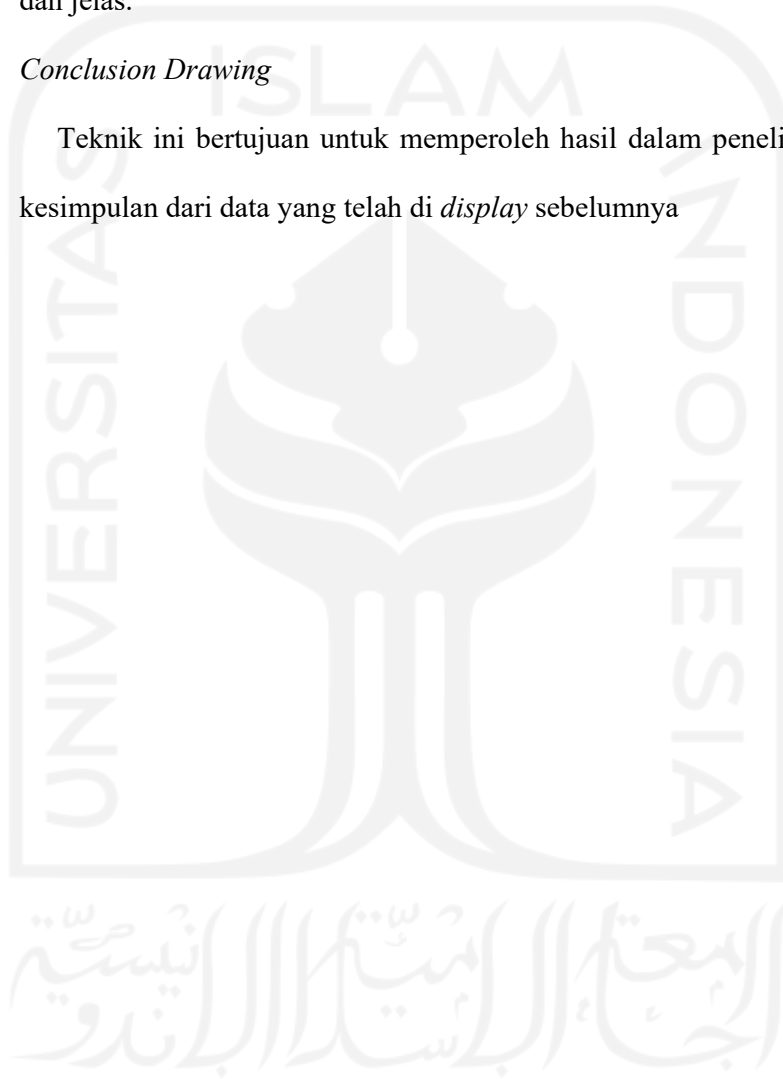 dan jelas.
Conclusion Drawing
Teknik ini bertujuan untuk memperoleh hasil dalam peneli
kesimpulan dari data yang telah di display sebelumnya
ISLAM
UNIVERSITAS
INDONESIA